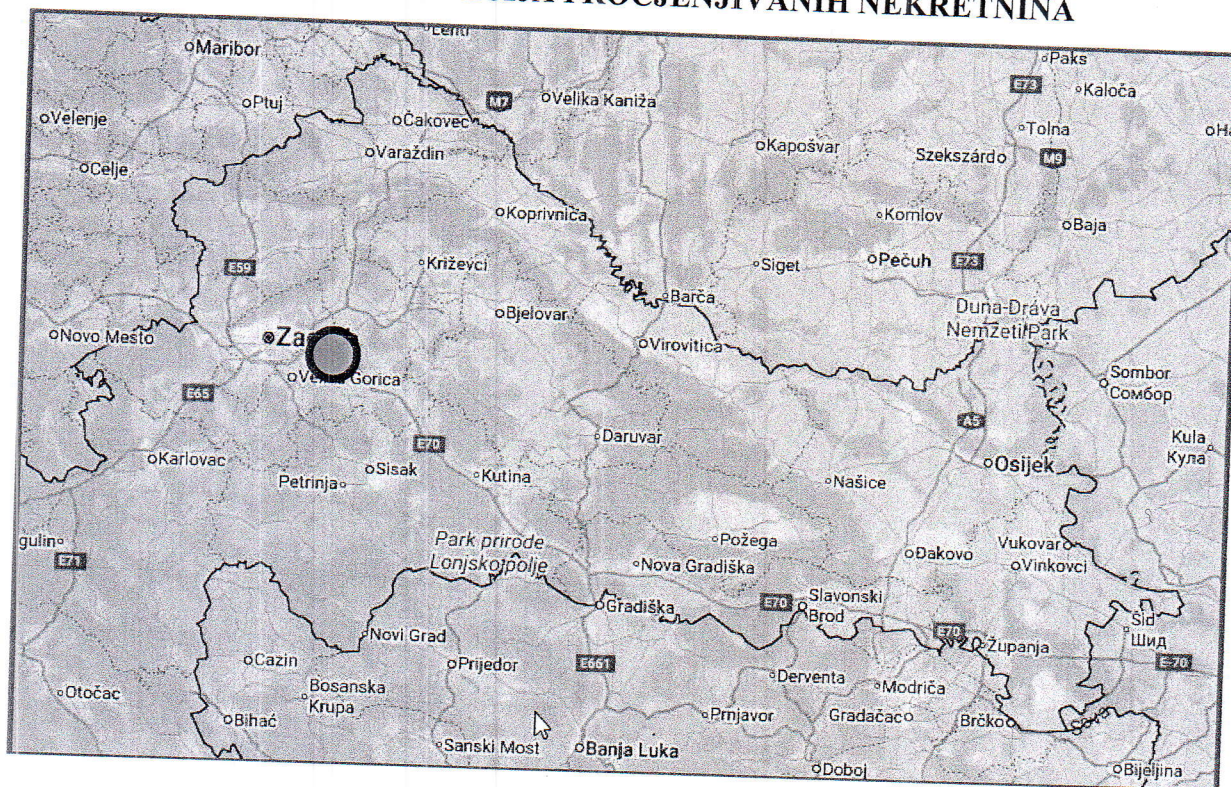 PROCJENJIVANIH NEKRETNINA
Lenti
Maribor
Paks
E73
Kaloča
Ptuj
M7
Velika Kaniža
Velenje
Čakovec
Tolna
Kapošvar
Szekszárd
M9
Varaždin
Celje
Koprivnica
Komlov
Baja
E59
Križevci
Siget
Pečuh
E73
Barča
Duna-Dráva
Nemzeti Park
Bjelovar
Novo Mesto
Virovitica
Gorica
Sombor
Сомбор
E65
A5
Daruvar
Kula
Кула
E70
Karlovac
Sisak
Osijek
Petrinja
Kutina
Našice
gulin
E71
Park prirode
Lonjsko polje
Požega
Đakovo
Vukovar
Nova Gradiška
Vinkovci
Gradiška
E70
Slavonski
Brod
Šid
Шид
E70
Županja
Novi Grad
Cazin
Prijedor
E661
E-70
Otočac
Bosanska
Krupa
Derventa
Modriča
Bihać
Prnjavor
Gradačac
Brčko
Sava
Sanski Most
Banja Luka
Doboj
Bijeljina